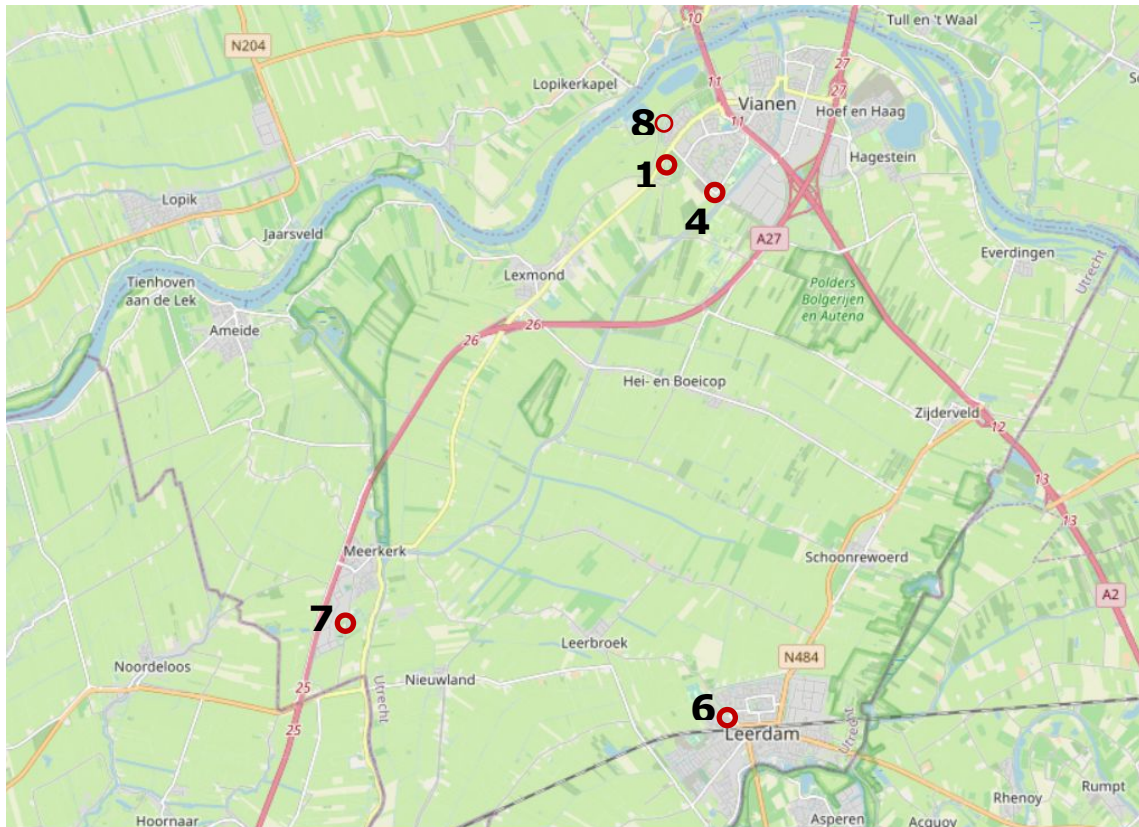 10
Tull en 't Waal
N204
27
Lopikerkapel
11
27
Vianen
8
11
Hoef en Haag
Hagestein
1
Lopik
4
Jaarsveld
A27
Everdingen
Lexmond
Utrecht
Tienhoven
aan de Lek
Polders
Bolgerijen
en Autena
Ameide
26
26
Hei- en Boeicop
Zijderveld
12
13
13
Meerkerk
Schoonrewoerd
A2
7
Leerbroek
Noordeloos
N484
Nieuwland
25
Utrecht
25
6
Utrecht
Leerdam
Rhenoy
Rumpt
Hoornaar
Asperen
Acquoy